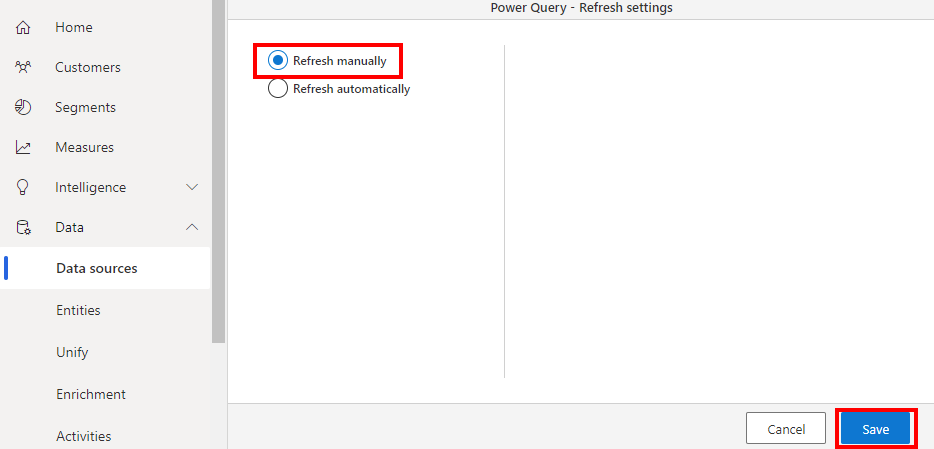 Power Query - Refresh settings
Home
Customers
Segments
Measures
Intelligence
Data
Data sources
Entities
Unify
Enrichment
Activities
Refresh manually
Refresh automatically
Cancel
Save